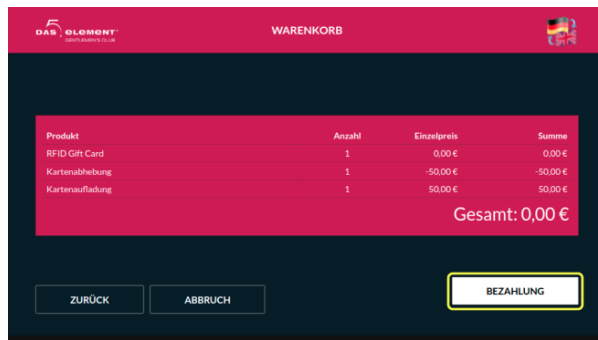 5
DAS element
GENTLEMEN'S CLUB
WARENKORB
Produkt Anzahl Einzelpreis Summe
RFID Gift Card 1 0,00 € 0,00 €
Kartenabhebung 1 -50,00 € -50,00 €
Kartenaufladung 1 50,00 € 50,00 €
Gesamt: 0,00 €
ZURÜCK ABBRUCH BEZAHLUNG